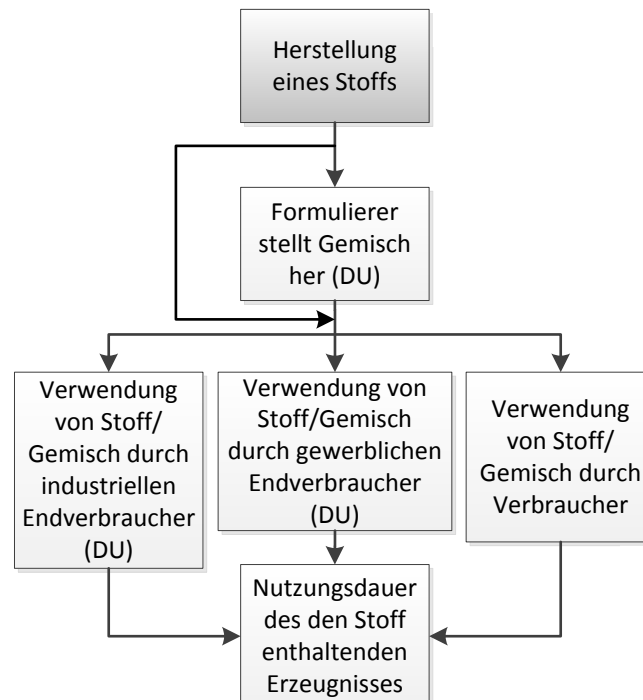 Herstellung
eines Stoffs
Formulierer
stellt Gemisch
her (DU)
Verwendung
von Stoff/
Gemisch durch
industriellen
Endverbraucher
(DU)
Verwendung von
Stoff/Gemisch
durch gewerblichen
Endverbraucher
(DU)
Verwendung
von Stoff/
Gemisch durch
Verbraucher
Nutzungsdauer
des den Stoff
enthaltenden
Erzeugnisses